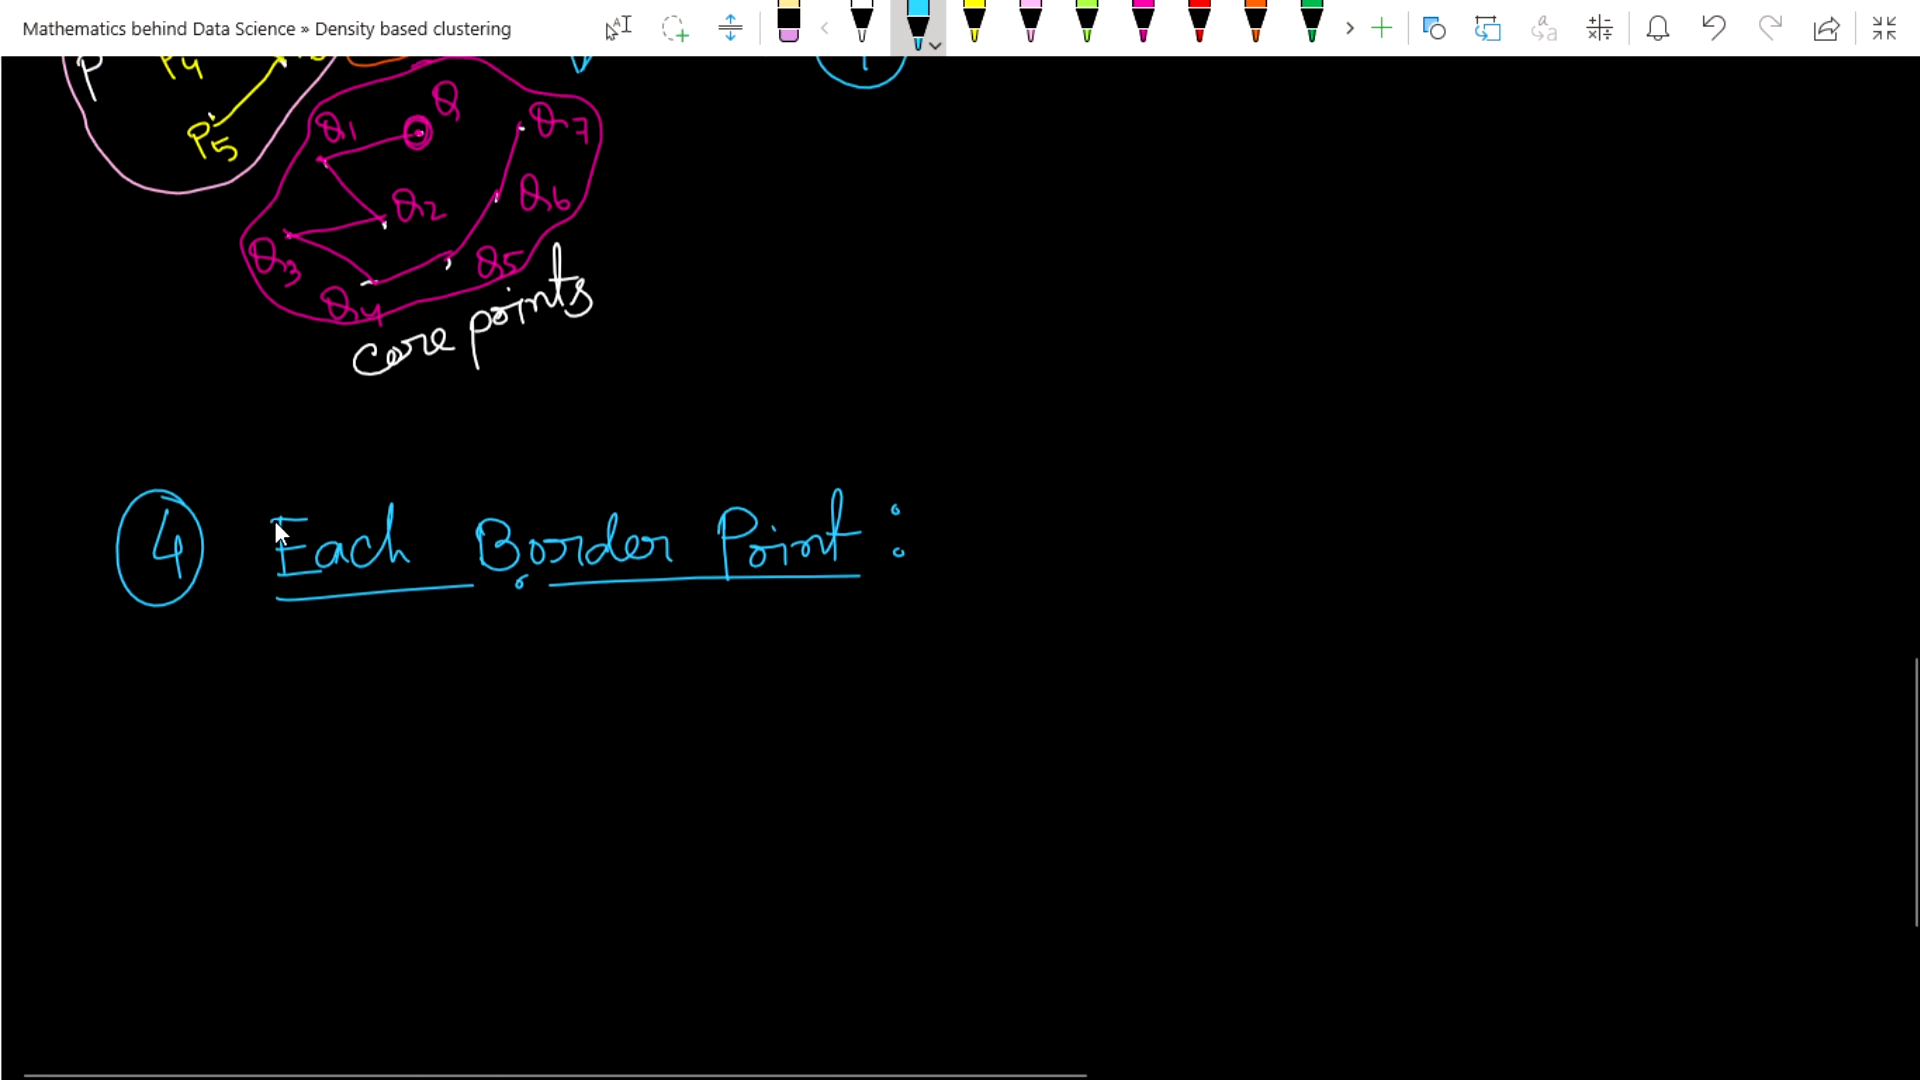 Mathematics behind Data Science » Density based clustering
P P4
P5
Q1 Q Q7
Q2 Q6
Q3 Q5
Q4
core points
4 Each Border Point :